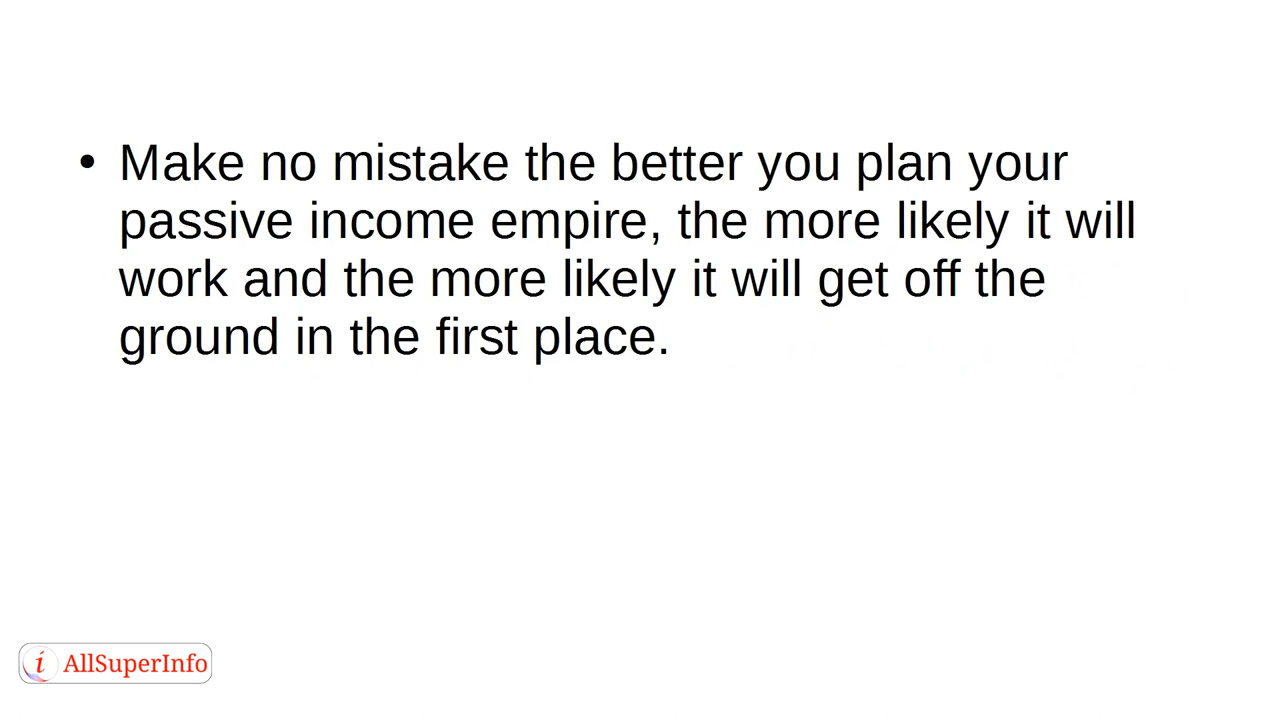 • Make no mistake the better you plan your
passive income empire, the more likely it will
work and the more likely it will get off the
ground in the first place.
i AllSuperInfo